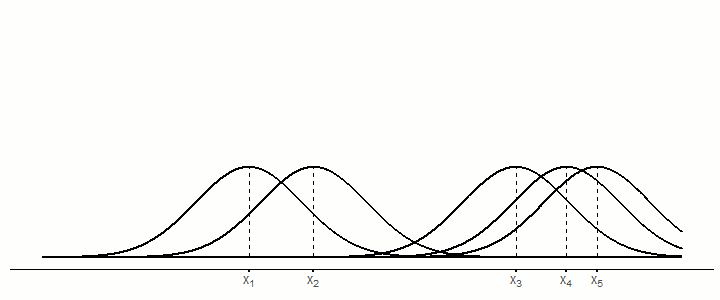 x₁ x₂ x₃ x₄ x₅